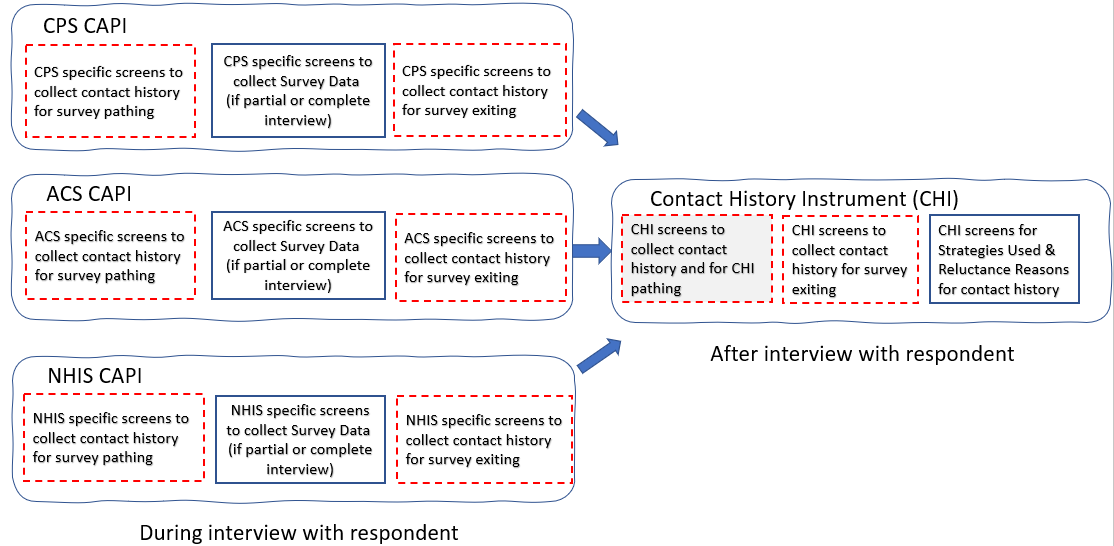 CPS CAPI
CPS specific screens to
collect contact history
for survey pathing
CPS specific screens to
collect Survey Data
(if partial or complete
interview)
CPS specific screens to
collect contact history
for survey exiting
ACS CAPI
ACS specific screens to
collect contact history
for survey pathing
ACS specific screens to
collect Survey Data
(if partial or complete
interview)
ACS specific screens to
collect contact history
for survey exiting
NHIS CAPI
NHIS specific screens to
collect contact history
for survey pathing
NHIS specific screens
to collect Survey Data
(if partial or complete
interview)
NHIS specific screens to
collect contact history
for survey exiting
During interview with respondent
Contact History Instrument (CHI)
CHI screens to
collect contact
history and for CHI
pathing
CHI screens to
collect contact
history for survey
exiting
CHI screens for
Strategies Used &
Reluctance Reasons
for contact history
After interview with respondent